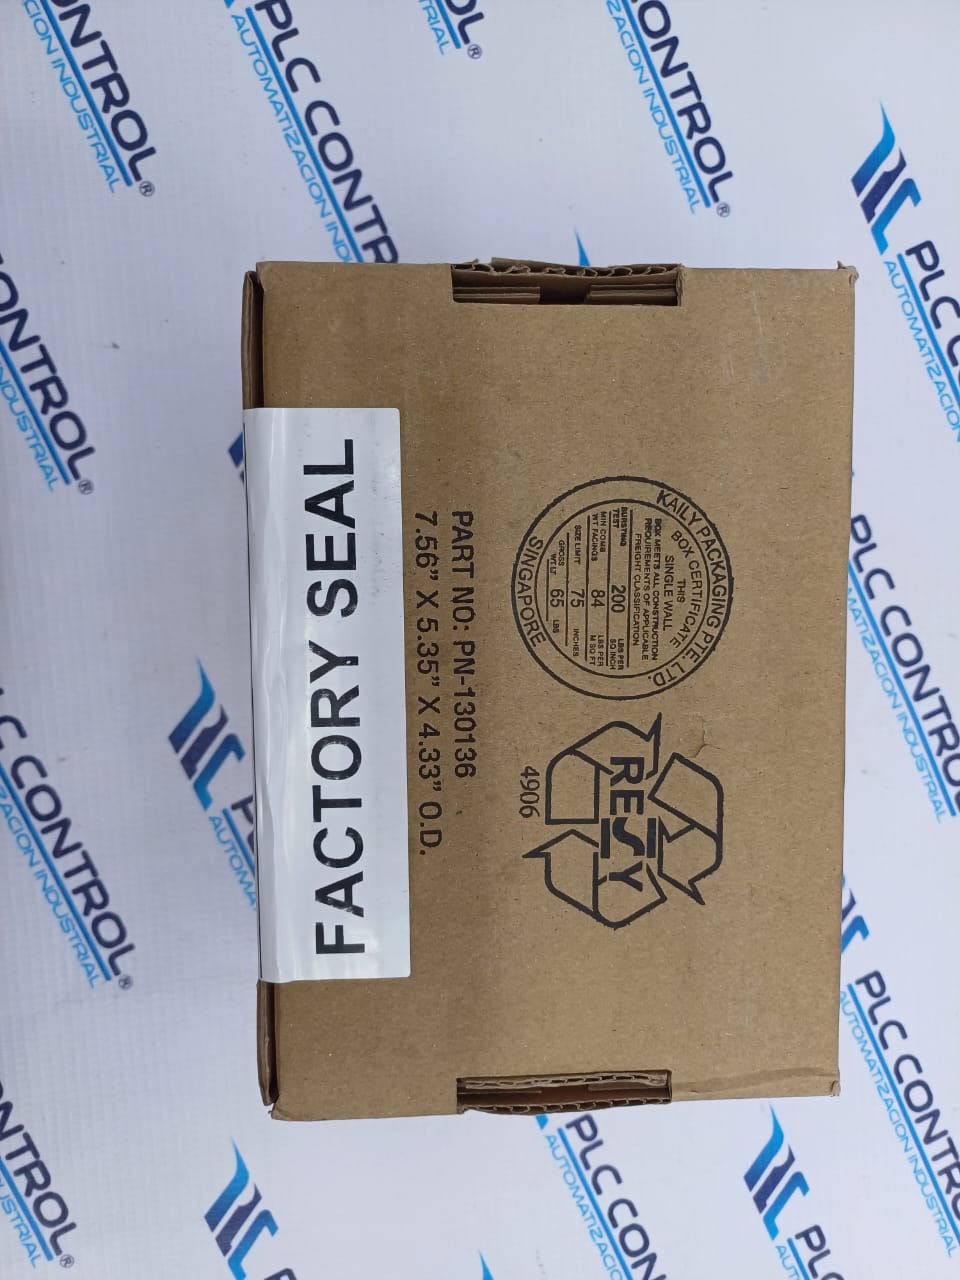 FACTORY SEAL
PART NO: PN-130136
7.56” X 5.35” X 4.33” O.D.
KAILY PACKAGING PTE. LTD.
BOX CERTIFICATE
THIS
SINGLE WALL
BOX MEETS ALL CONSTRUCTION
REQUIREMENTS OF APPLICABLE
FREIGHT CLASSIFICATION
BURSTING TEST 200 LBS PER SQ INCH
MIN COMB WT FACINGS 84 LBS PER M SQ FT
SIZE LIMIT 75 INCHES
GROSS WT/LT 65 LBS
SINGAPORE
RESY
4906
PLC CONTROL®
AUTOMATIZACION INDUSTRIAL